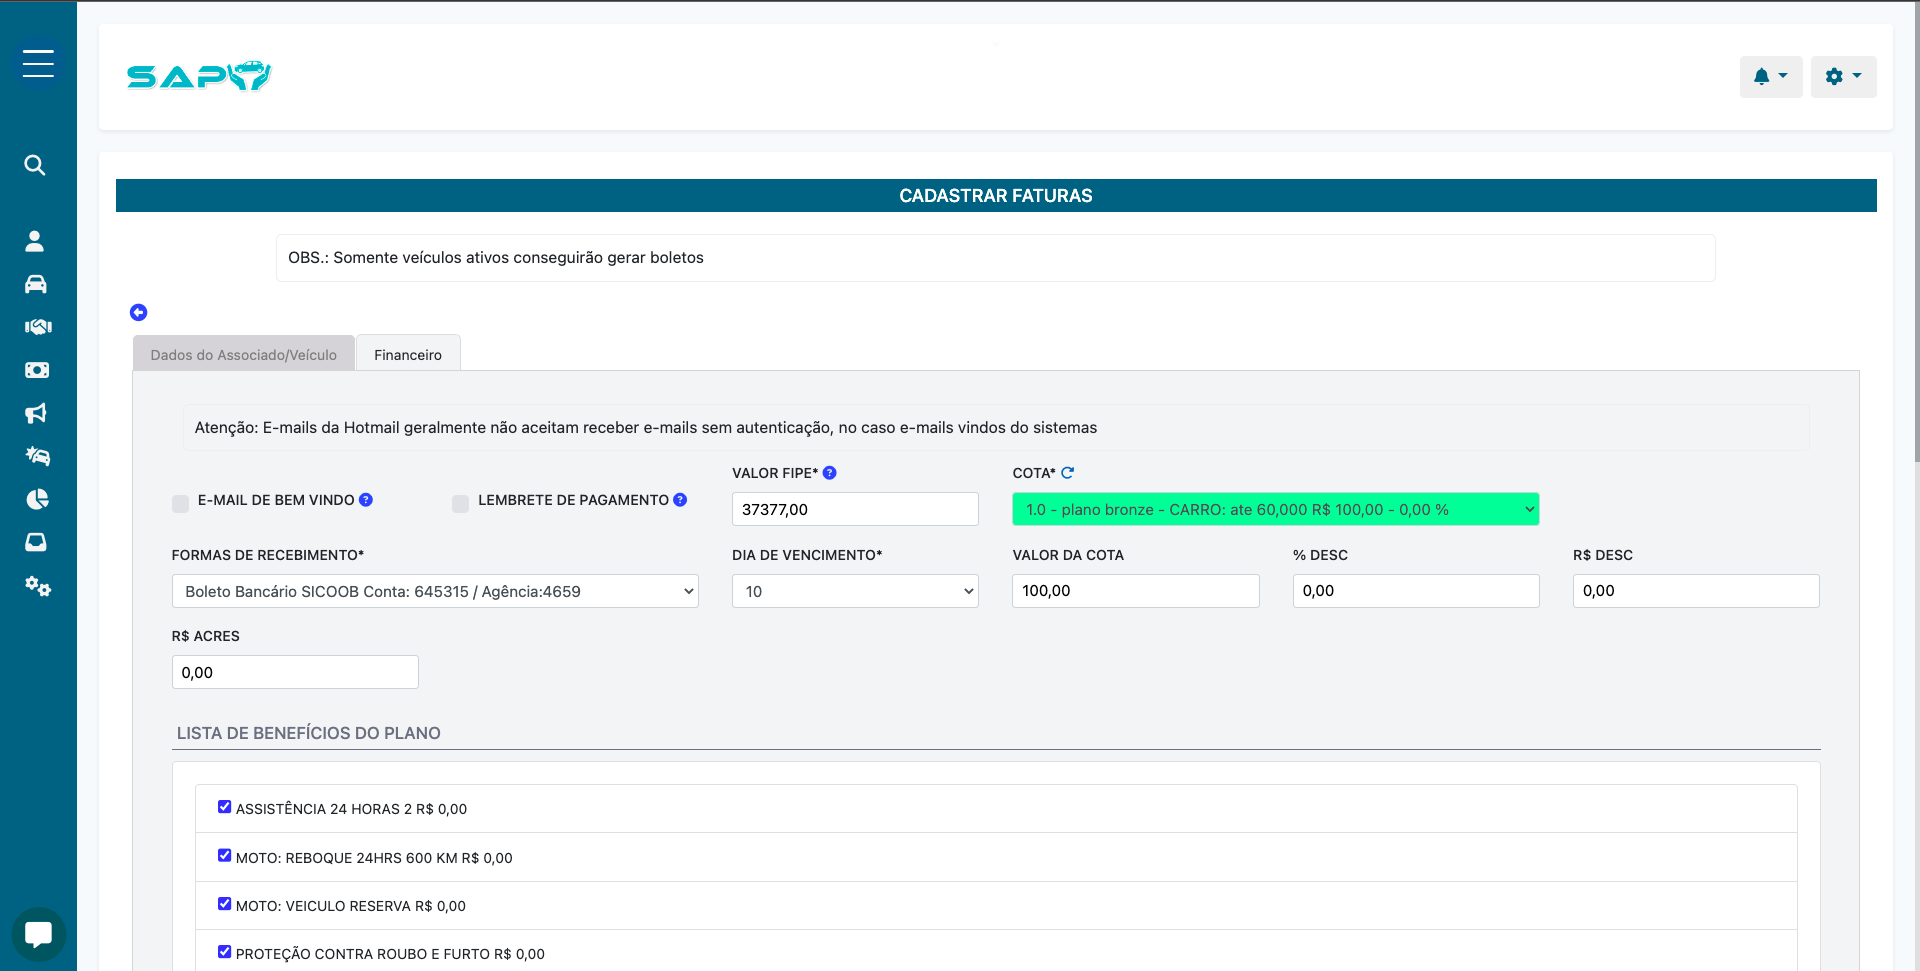 SAP
CADASTRAR FATURAS
OBS.: Somente veículos ativos conseguirão gerar boletos
Dados do Associado/Veículo
Financeiro
Atenção: E-mails da Hotmail geralmente não aceitam receber e-mails sem autenticação, no caso e-mails vindos do sistemas
VALOR FIPE*
COTA*
E-MAIL DE BEM VINDO
LEMBRETE DE PAGAMENTO
37377,00
1.0 - plano bronze - CARRO: ate 60,000 R$ 100,00 - 0,00 %
FORMAS DE RECEBIMENTO*
DIA DE VENCIMENTO*
VALOR DA COTA
% DESC
R$ DESC
Boleto Bancário SICOOB Conta: 645315 / Agência:4659
10
100,00
0,00
0,00
R$ ACRES
0,00
LISTA DE BENEFÍCIOS DO PLANO
ASSISTÊNCIA 24 HORAS 2 R$ 0,00
MOTO: REBOQUE 24HRS 600 KM R$ 0,00
MOTO: VEICULO RESERVA R$ 0,00
PROTEÇÃO CONTRA ROUBO E FURTO R$ 0,00